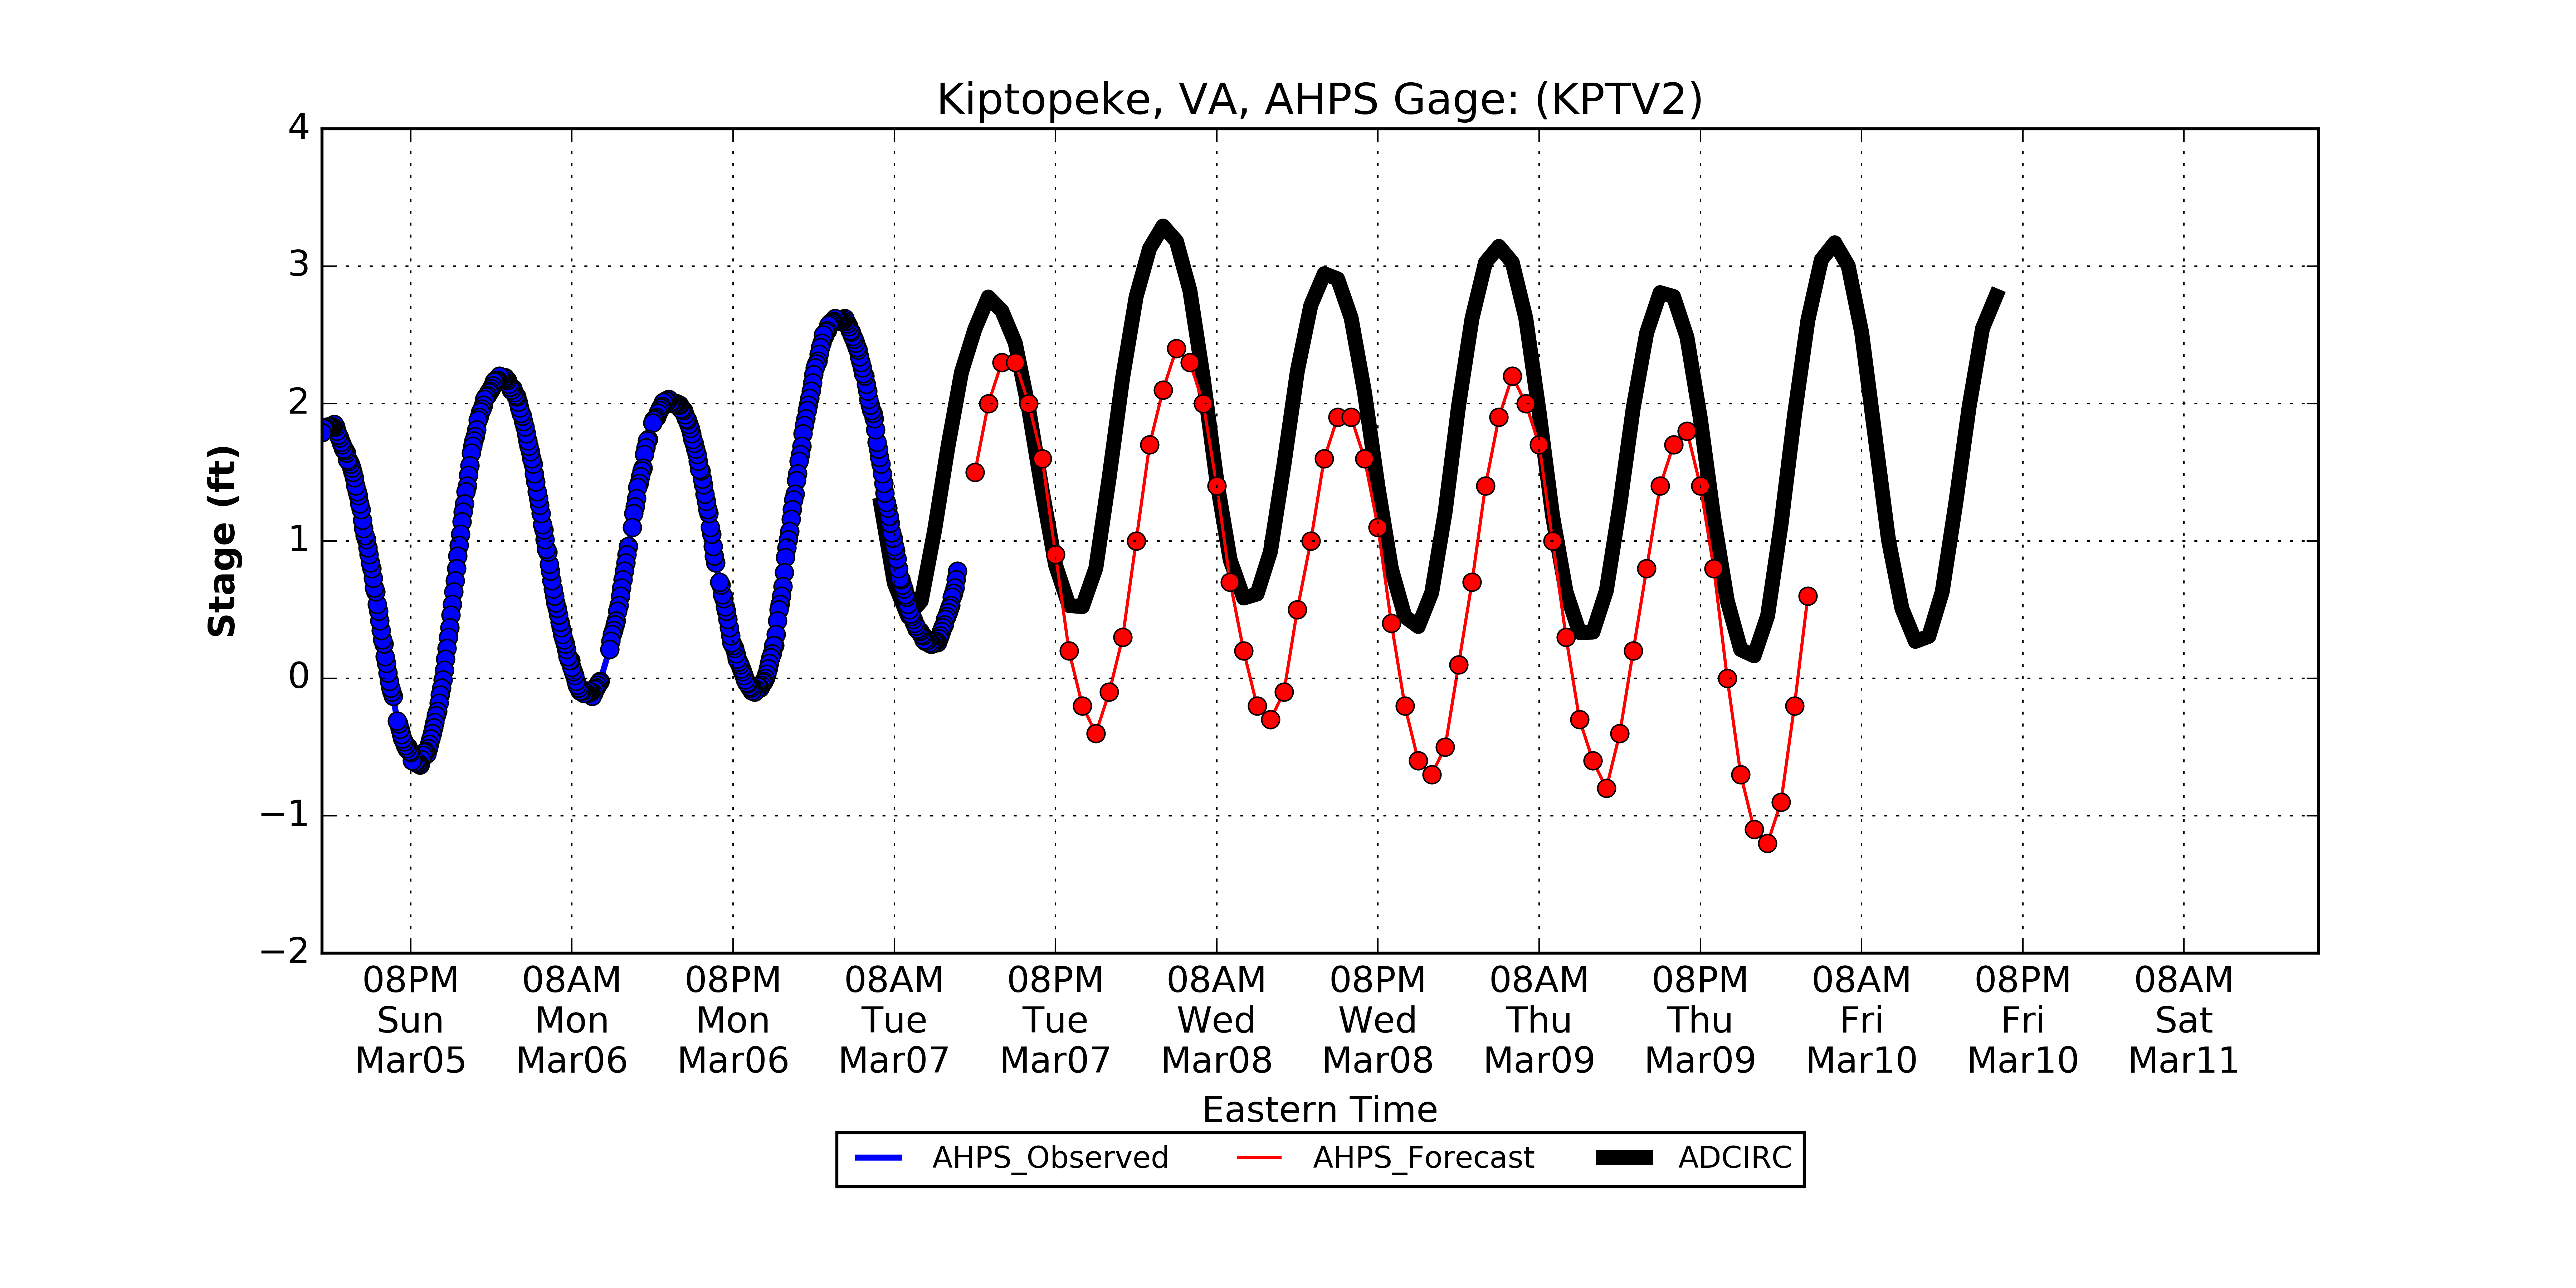 Kiptopeke, VA, AHPS Gage: (KPTV2)
4
3
2
1
0
−1
−2
Stage (ft)
08PM 08AM 08PM 08AM 08PM 08AM 08PM 08AM 08PM 08AM 08PM 08AM
Sun Mon Mon Tue Tue Wed Wed Thu Thu Fri Fri Sat
Mar05 Mar06 Mar06 Mar07 Mar07 Mar08 Mar08 Mar09 Mar09 Mar10 Mar10 Mar11
Eastern Time
AHPS_Observed AHPS_Forecast ADCIRC